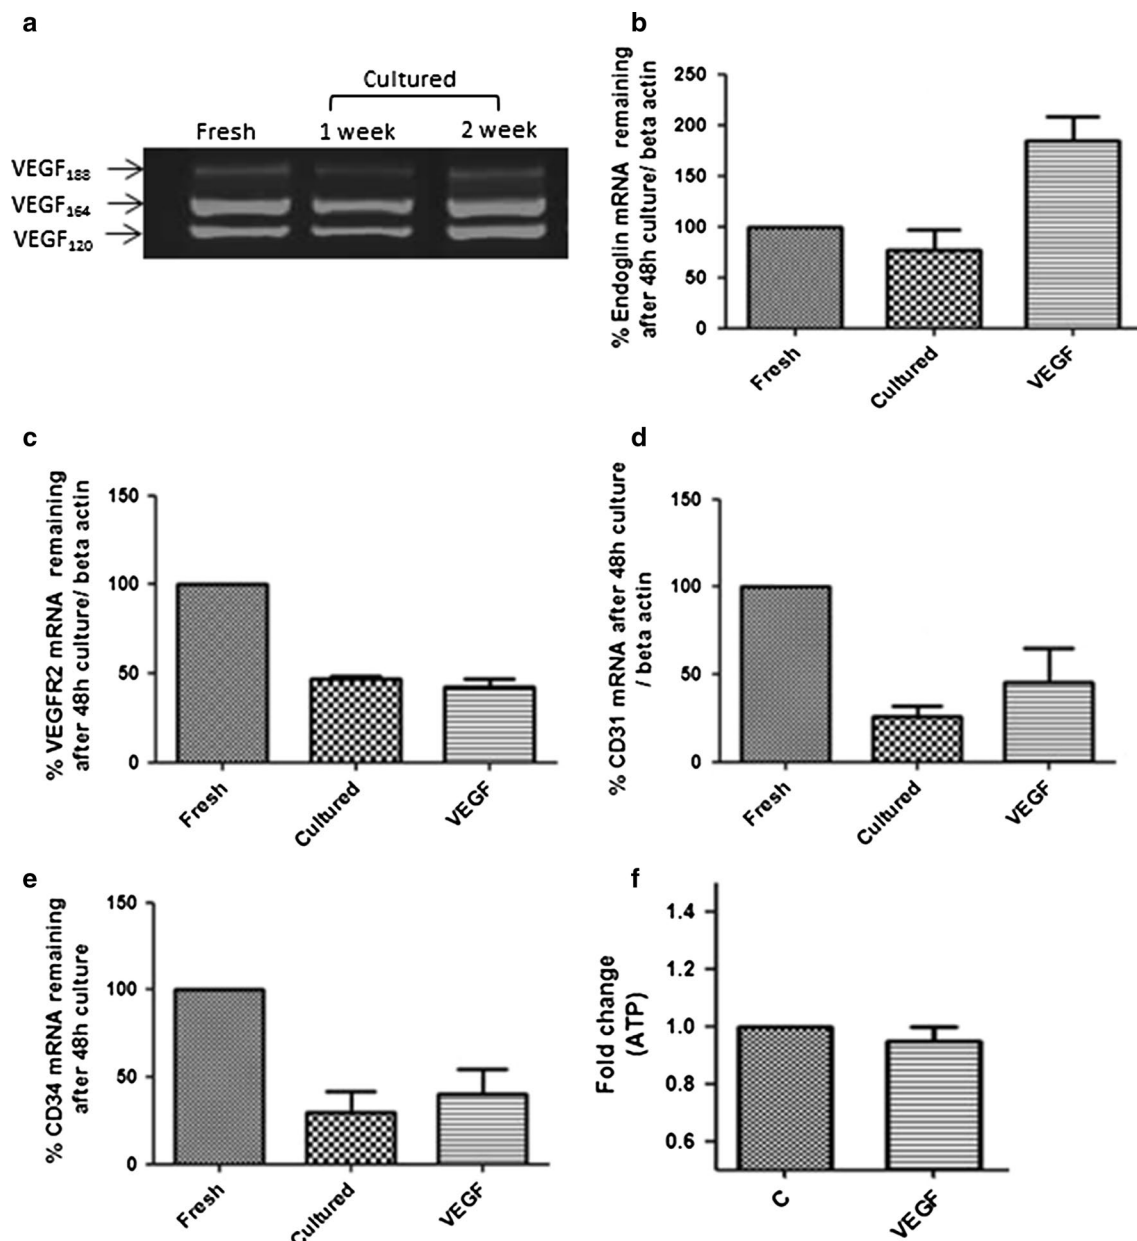 a
Cultured
Fresh
1 week
2 week
VEGF188
VEGF164
VEGF120
b
% Endoglin mRNA remaining
after 48h culture/ beta actin
250
200
150
100
50
0
Fresh
Cultured
VEGF
c
% VEGFR2 mRNA remaining
after 48h culture/ beta actin
150
100
50
0
Fresh
Cultured
VEGF
d
% CD31 mRNA after 48h culture
/ beta actin
150
100
50
0
Fresh
Cultured
VEGF
e
% CD34 mRNA remaining
after 48h culture
150
100
50
0
Fresh
Cultured
VEGF
f
Fold change
(ATP)
1.4
1.2
1.0
0.8
0.6
C
VEGF